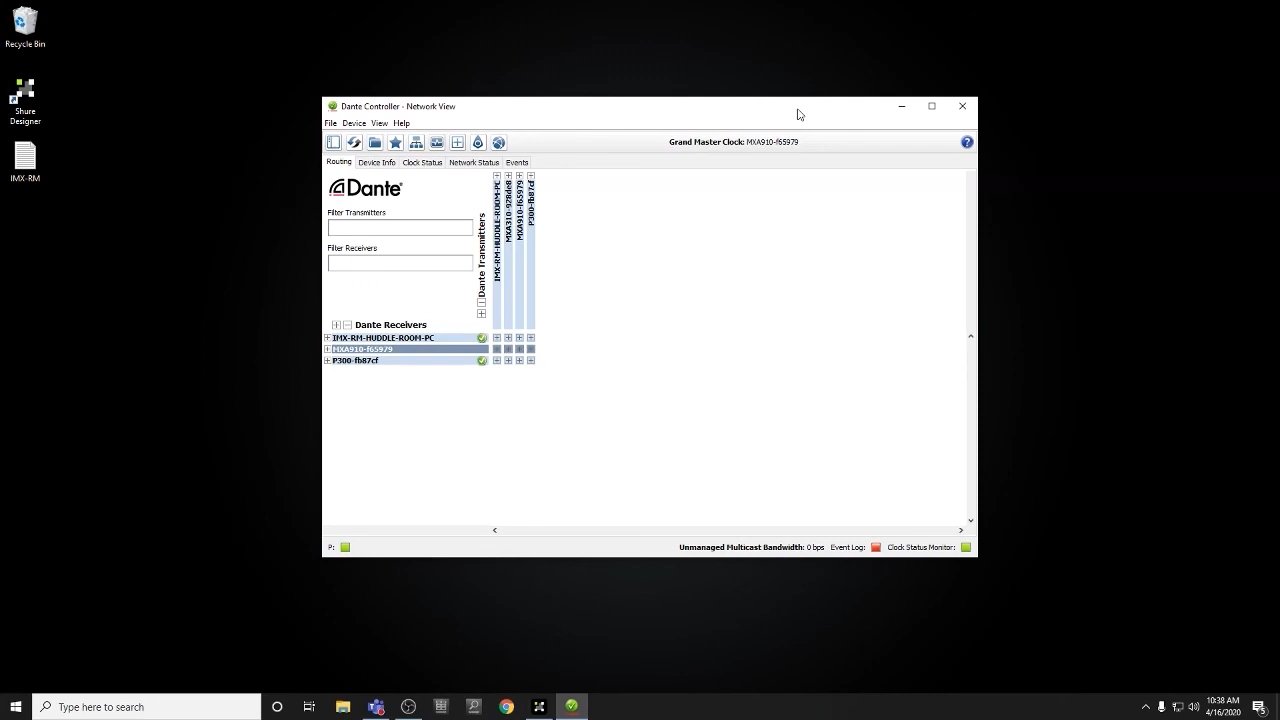 Recycle Bin
Shure
Designer
IMX-RM
Dante Controller - Network View
File Device View Help
Grand Master Clock: MXA910-f65979
?
Routing Device Info Clock Status Network Status Events
Dante®
Filter Transmitters
Filter Receivers
Dante Transmitters
IMX-RM-HUDDLE-ROOM-PC
MXA310-928de8
MXA910-f65979
P300-fb87cf
Dante Receivers
IMX-RM-HUDDLE-ROOM-PC
MXA910-f65979
P300-fb87cf
P:
Unmanaged Multicast Bandwidth: 0 bps Event Log: Clock Status Monitor:
Type here to search
10:38 AM
4/16/2020